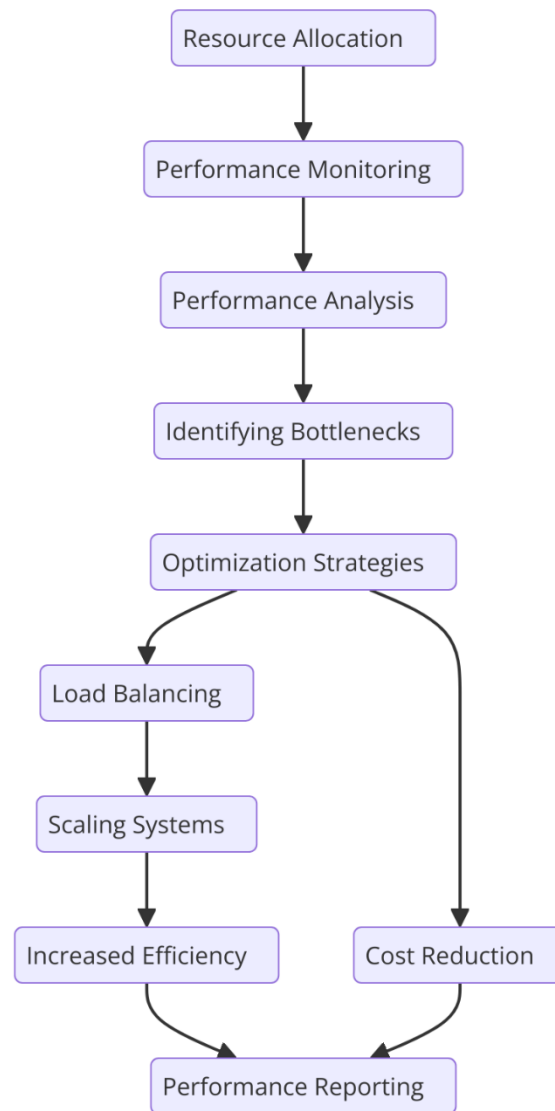 Resource Allocation
Performance Monitoring
Performance Analysis
Identifying Bottlenecks
Optimization Strategies
Load Balancing
Scaling Systems
Increased Efficiency
Cost Reduction
Performance Reporting